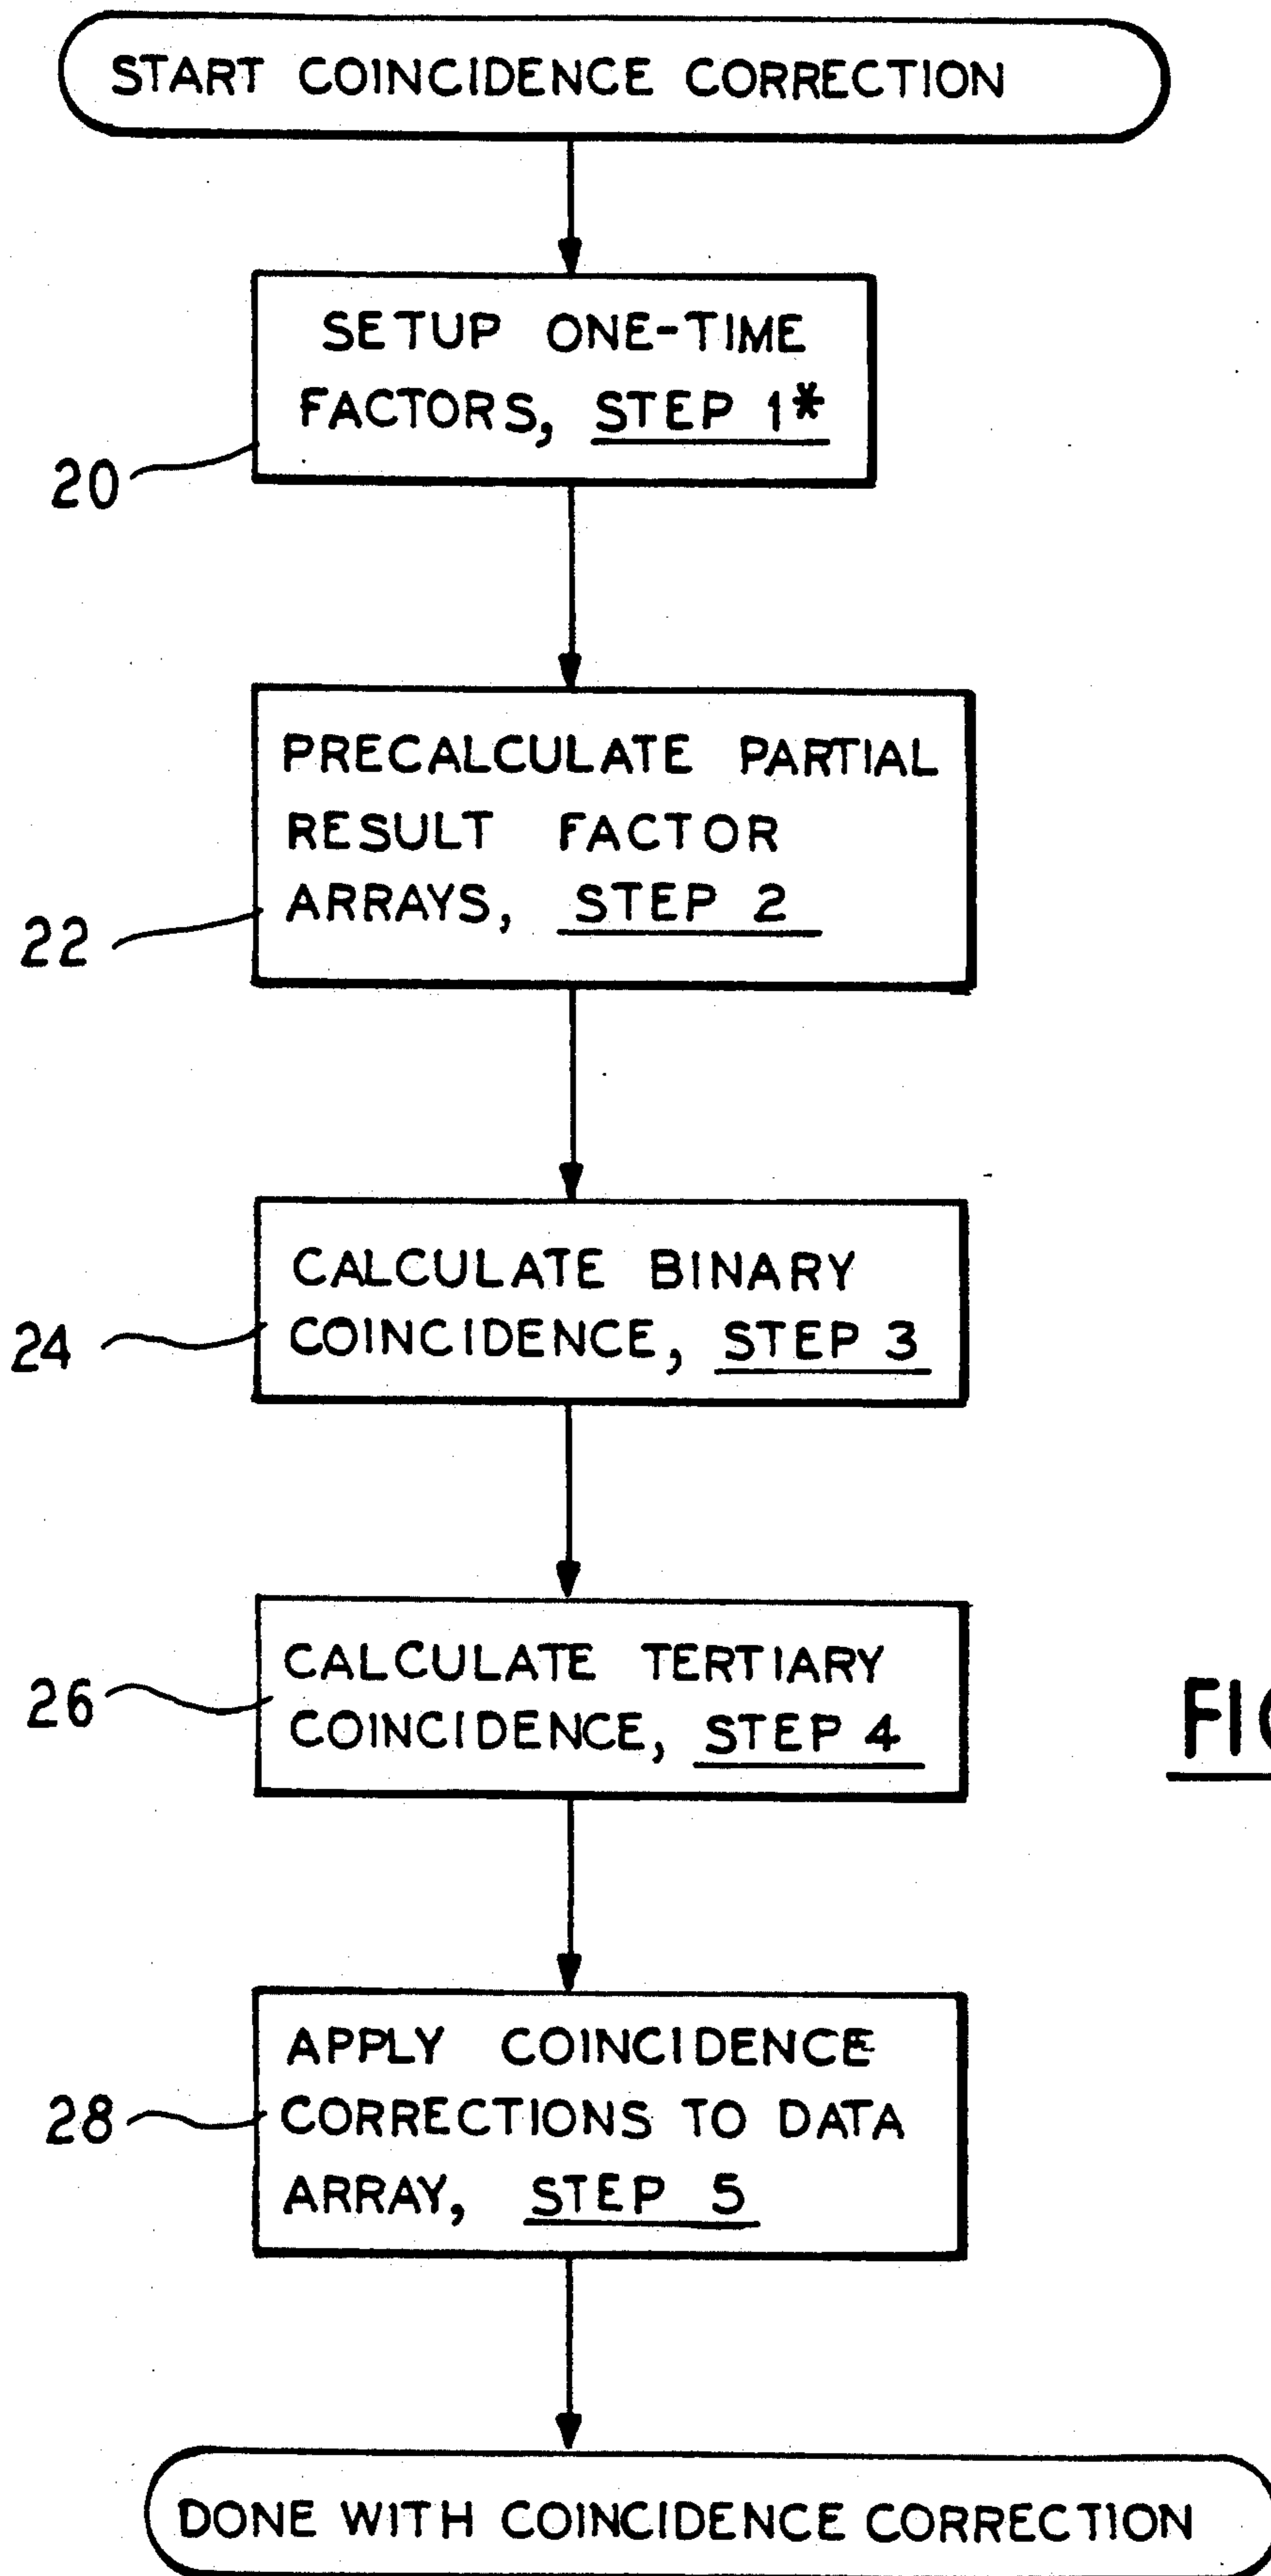 START COINCIDENCE CORRECTION
SETUP ONE-TIME
FACTORS, STEP 1*
20
PRECALCULATE PARTIAL
RESULT FACTOR
ARRAYS, STEP 2
22
CALCULATE BINARY
COINCIDENCE, STEP 3
24
CALCULATE TERTIARY
COINCIDENCE, STEP 4
26
APPLY COINCIDENCE
CORRECTIONS TO DATA
ARRAY, STEP 5
28
DONE WITH COINCIDENCE CORRECTION